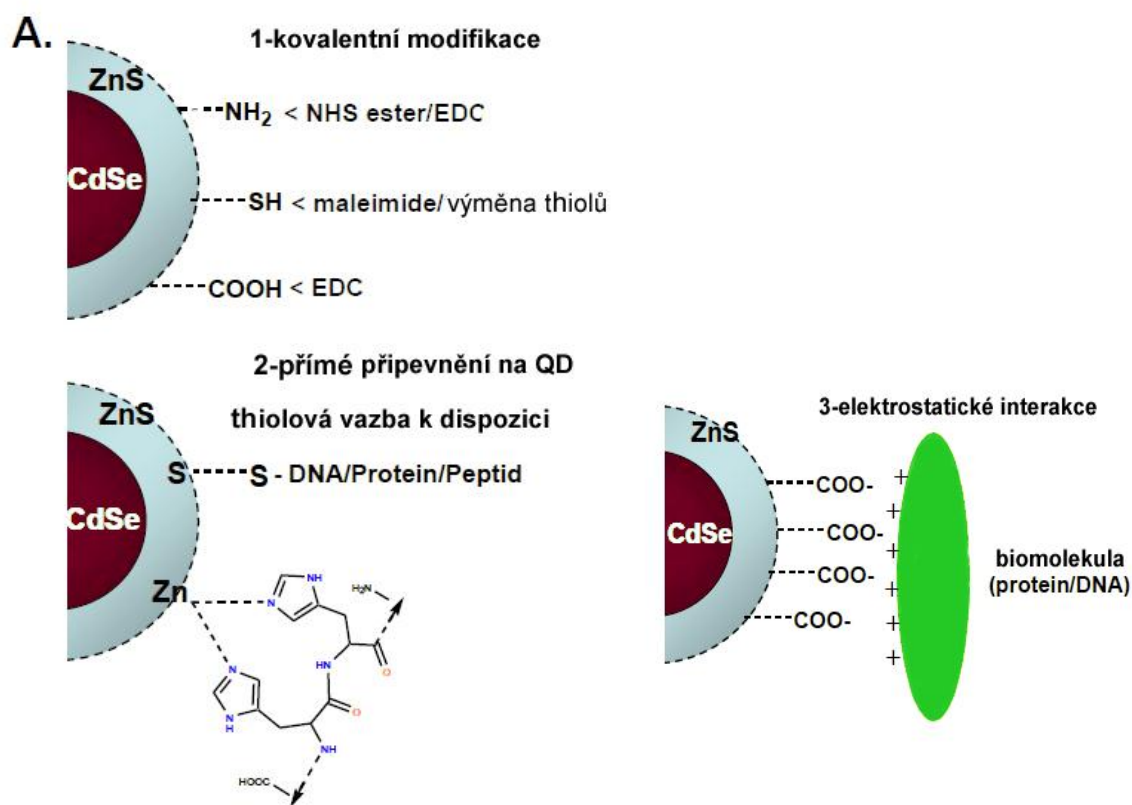 A.
1-kovalentní modifikace
ZnS
NH₂ < NHS ester/EDC
CdSe
SH < maleimide/výměna thiolů
COOH < EDC
2-přímé připevnění na QD
ZnS
thiolová vazba k dispozici
S S - DNA/Protein/Peptid
CdSe
Zn
NH
N
H₂N
HN
O
N
O
N
H
NH
HOOC
3-elektrostatické interakce
ZnS
COO- +
+
CdSe
COO- +
biomolekula
(protein/DNA)
COO- +
+
COO-
+